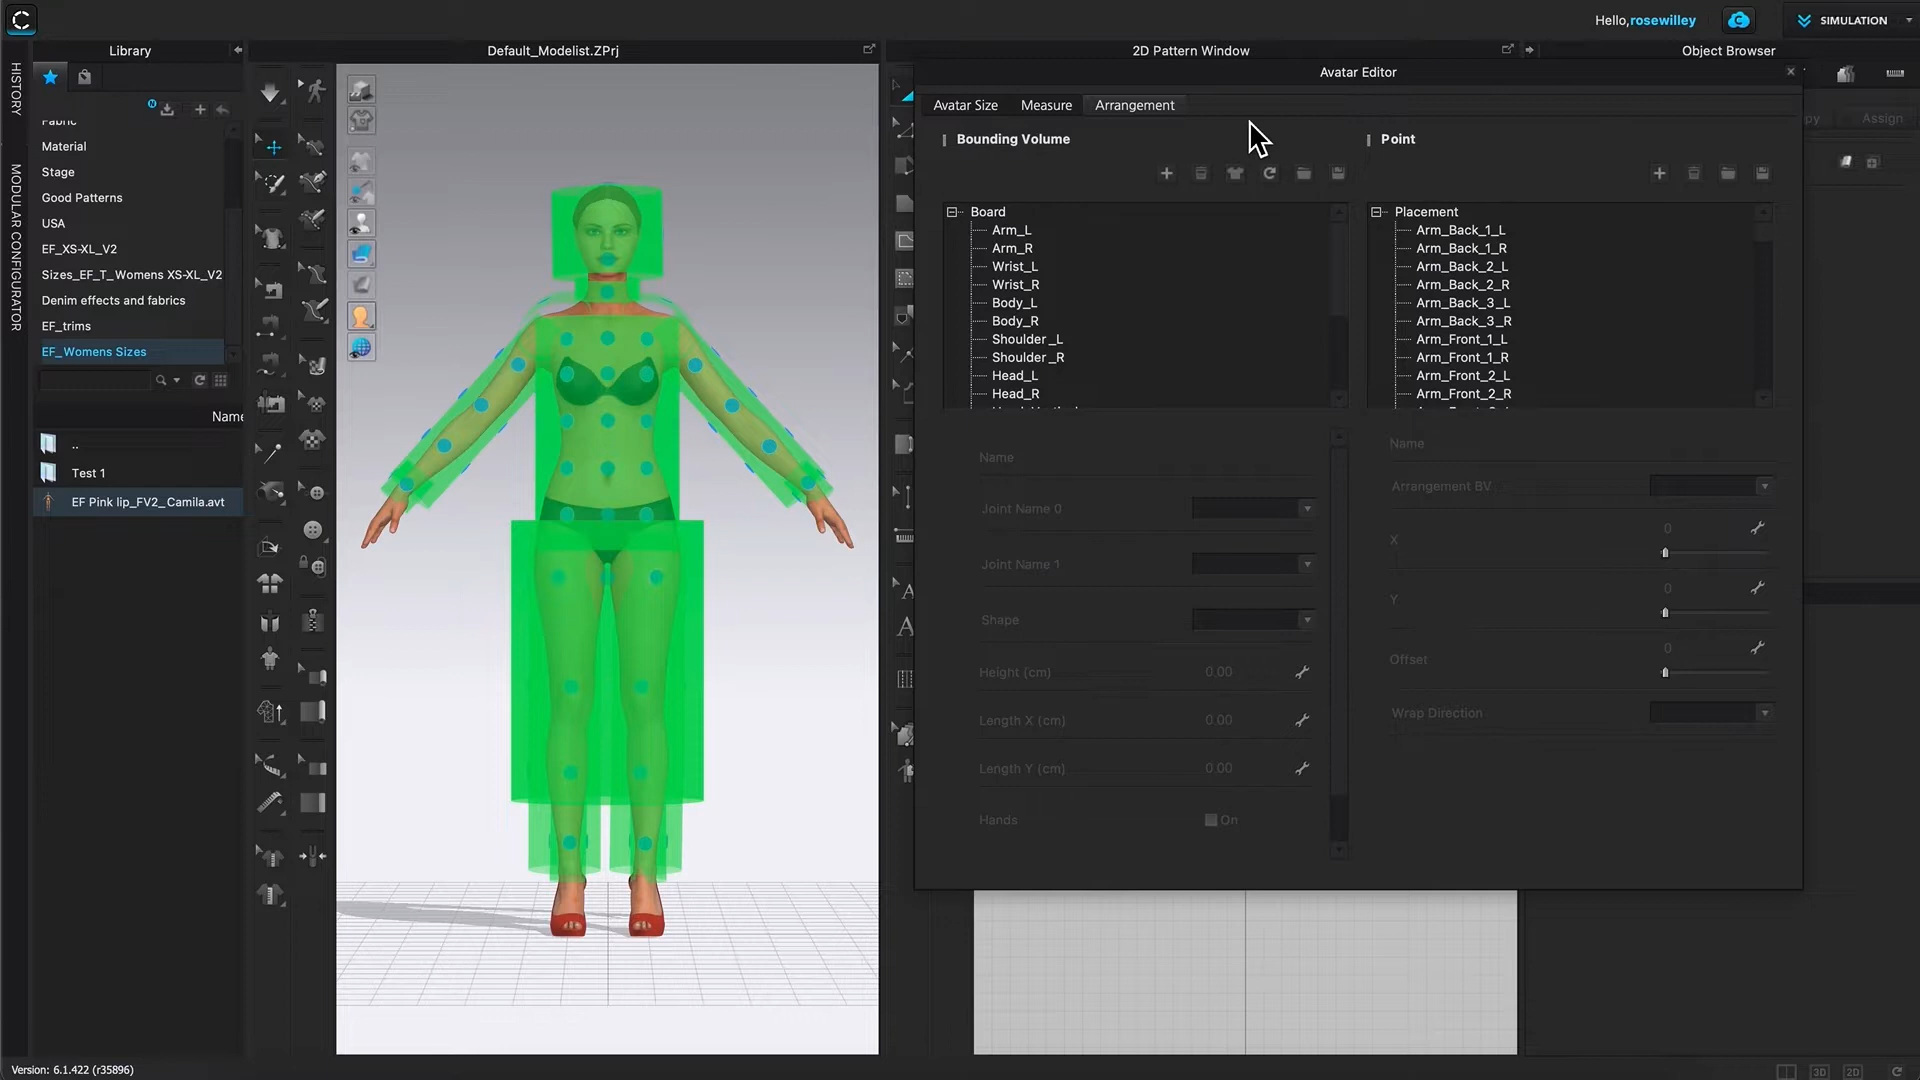 Hello,rosewilley
SIMULATION
Library
Default_Modelist.ZPrj
2D Pattern Window
Object Browser
Avatar Editor
HISTORY
MODULAR CONFIGURATOR
Avatar Size
Measure
Arrangement
Assign
Bounding Volume
Point
Fabric
Material
Stage
Good Patterns
USA
EF_XS-XL_V2
Sizes_EF_T_Womens XS-XL_V2
Denim effects and fabrics
EF_trims
EF_Womens Sizes
Name
..
Test 1
EF Pink lip_FV2_Camila.avt
Board
Arm_L
Arm_R
Wrist_L
Wrist_R
Body_L
Body_R
Shoulder_L
Shoulder_R
Head_L
Head_R
Placement
Arm_Back_1_L
Arm_Back_1_R
Arm_Back_2_L
Arm_Back_2_R
Arm_Back_3_L
Arm_Back_3_R
Arm_Front_1_L
Arm_Front_1_R
Arm_Front_2_L
Arm_Front_2_R
Name
Joint Name 0
Joint Name 1
Shape
Height (cm) 0.00
Length X (cm) 0.00
Length Y (cm) 0.00
Hands On
Name
Arrangement BV
X 0
Y 0
Offset 0
Wrap Direction
Version: 6.1.422 (r35896)
3D
2D